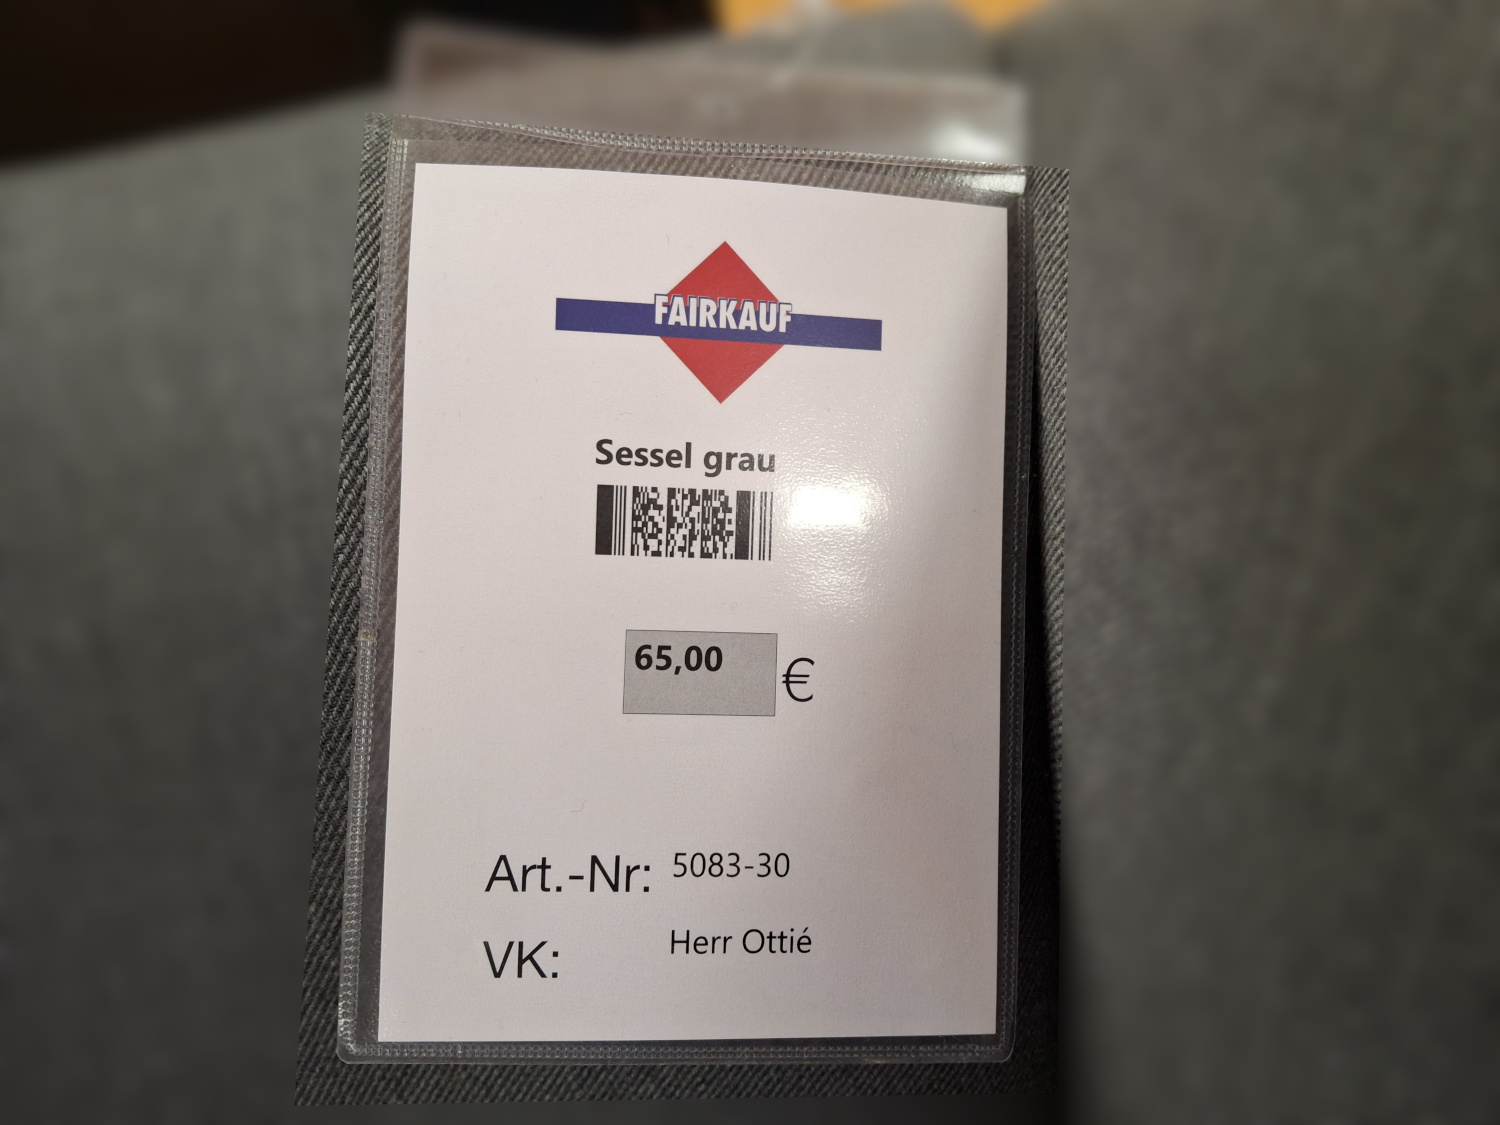 FAIRKAUF
Sessel grau
65,00 €
Art.-Nr: 5083-30
VK: Herr Ottié